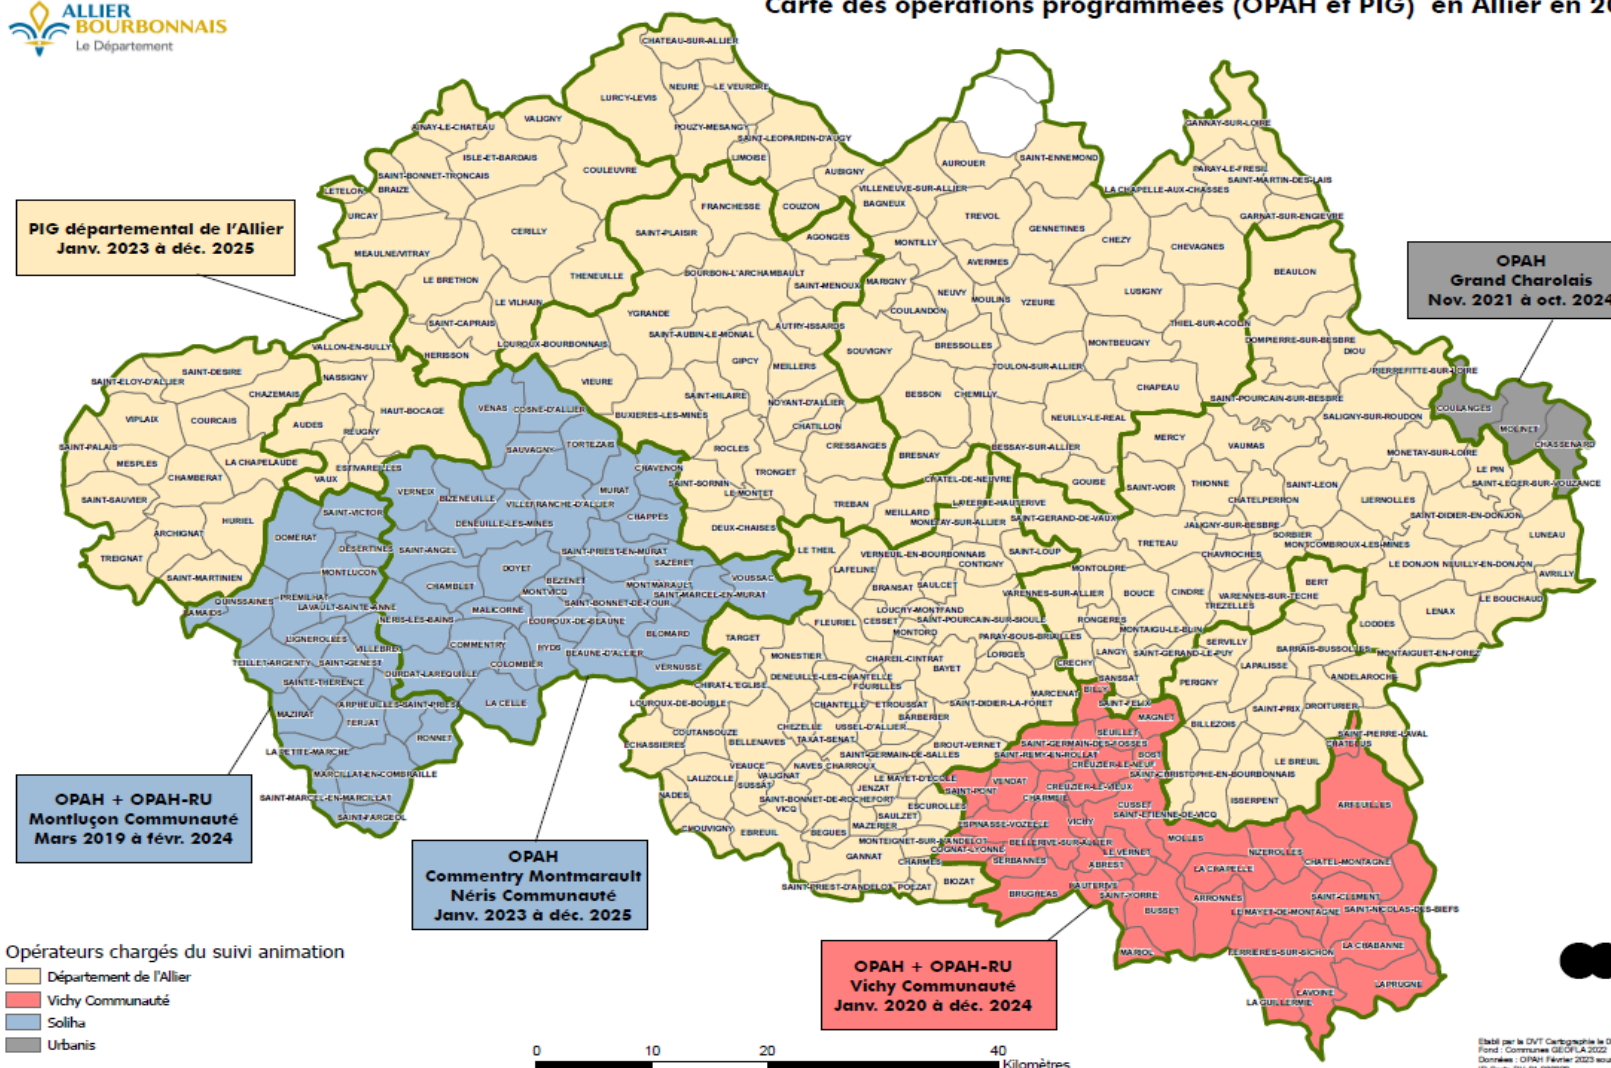 ALLIER
BOURBONNAIS
Le Département
Carte des opérations programmées (OPAH et PIG) en Allier en 20
PIG départemental de l'Allier
Janv. 2023 à déc. 2025
OPAH
Grand Charolais
Nov. 2021 à oct. 2024
OPAH + OPAH-RU
Montluçon Communauté
Mars 2019 à févr. 2024
OPAH
Commentry Montmarault
Néris Communauté
Janv. 2023 à déc. 2025
OPAH + OPAH-RU
Vichy Communauté
Janv. 2020 à déc. 2024
CHATEAU-SUR-ALLIER
NEURE
LE VEURDRE
LURCY-LEVIS
POUZY-MESANGY
SAINT-LEOPARDIN-D'AUGY
LIMOISE
VALIGNY
AINAY-LE-CHATEAU
ISLE-ET-BARDAIS
SAINT-BONNET-TRONCAIS
COULEUVRE
LETELON
BRAIZE
URCAY
CERILLY
MEAULNE/VITRAY
LE BRETHON
THENEUILLE
LE VILHAIN
SAINT-CAPRAIS
VALLON-EN-SULLY
HERISSON
LOUROUX-BOURBONNAIS
AUBIGNY
COUZON
FRANCHESSE
SAINT-PLAISIR
AGONGES
BOURBON-L'ARCHAMBAULT
SAINT-MENOUX
YGRANDE
SAINT-AUBIN-LE-MONIAL
AUTRY-ISSARDS
GIPCY
MEILLERS
VIEURE
SAINT-HILAIRE
NOYANT-D'ALLIER
BUXIERES-LES-MINES
CHATILLON
CRESSANGES
ROCLES
TRONGET
SAINT-SORNIN
LE MONTET
TREBAN
DEUX-CHAISES
AUROUER
SAINT-ENNEMOND
VILLENEUVE-SUR-ALLIER
BAGNEUX
TREVOL
GENNETINES
MONTILLY
CHEZY
CHEVAGNES
AVERMES
MARIGNY
NEUVY
MOULINS
YZEURE
LUSIGNY
COULANDON
THIEL-SUR-ACOLIN
SOUVIGNY
BRESSOLLES
MONTBEUGNY
TOULON-SUR-ALLIER
BESSON
CHEMILLY
CHAPEAU
NEUILLY-LE-REAL
BRESNAY
BESSAY-SUR-ALLIER
GOUISE
GANNAY-SUR-LOIRE
PARAY-LE-FRESIL
SAINT-MARTIN-DES-LAIS
LA CHAPELLE-AUX-CHASSES
GARNAT-SUR-ENGIEVRE
BEAULON
DOMPIERRE-SUR-BESBRE
DIOU
PIERREFITTE-SUR-LOIRE
SAINT-POURCAIN-SUR-BESBRE
SALIGNY-SUR-ROUDON
COULANGES
MOLINET
CHASSENARD
MERCY
VAUMAS
MONETAY-SUR-LOIRE
LE PIN
SAINT-LEGER-SUR-VOUZANCE
SAINT-VOIR
THIONNE
SAINT-LEON
CHATELPERRON
LIERNOLLES
SAINT-DIDIER-EN-DONJON
JALIGNY-SUR-BESBRE
SORBIER
LUNEAU
MONTCOMBROUX-LES-MINES
TRETEAU
CHAVROCHES
LE DONJON
NEUILLY-EN-DONJON
AVRILLY
BERT
LE BOUCHAUD
LENAX
LODDES
MONTAIGUET-EN-FOREZ
SAINT-DESIRE
SAINT-ELOY-D'ALLIER
CHAZEMAIS
NASSIGNY
HAUT-BOCAGE
VIPLAIX
COURCAIS
AUDES
REUGNY
SAINT-PALAIS
MESPLES
LA CHAPELAUDE
ESTIVAREILLES
CHAMBERAT
VAUX
SAINT-SAUVIER
HURIEL
ARCHIGNAT
TREIGNAT
SAINT-MARTINIEN
VENAS
COSNE-D'ALLIER
SAUVAGNY
TORTEZAIS
CHAVENON
VERNEIX
BIZENEUILLE
MURAT
VILLEFRANCHE-D'ALLIER
CHAPPES
DENEUILLE-LES-MINES
SAINT-ANGEL
SAINT-PRIEST-EN-MURAT
SAZERET
DOYET
BEZENET
VOUSSAC
CHAMBLET
MONTVICQ
MONTMARAULT
SAINT-MARCEL-EN-MURAT
SAINT-BONNET-DE-FOUR
MALICORNE
LOUROUX-DE-BEAUNE
BLOMARD
NERIS-LES-BAINS
COMMENTRY
HYDS
BEAUNE-D'ALLIER
COLOMBIER
VERNUSSE
DURDAT-LAREQUILLE
LA CELLE
SAINT-VICTOR
DOMERAT
DESERTINES
MONTLUCON
QUINSSAINES
PREMILHAT
LAMAIDS
LAVAULT-SAINTE-ANNE
LIGNEROLLES
VILLEBRET
TEILLET-ARGENTY
SAINT-GENEST
SAINTE-THERENCE
ARPHEUILLES-SAINT-PRIEST
MAZIRAT
TERJAT
RONNET
LA PETITE-MARCHE
MARCILLAT-EN-COMBRAILLE
SAINT-MARCEL-EN-MARCILLAT
SAINT-FARGEOL
CHATEL-DE-NEUVRE
LA FERTE-HAUTERIVE
MEILLARD
MONETAY-SUR-ALLIER
SAINT-GERAND-DE-VAUX
LE THEIL
VERNEUIL-EN-BOURBONNAIS
SAINT-LOUP
CONTIGNY
LAFELINE
BRANSAT
SAULCET
MONTOLDRE
VARENNES-SUR-ALLIER
BOUCE
CINDRE
VARENNES-SUR-TECHE
TREZELLES
LOUCHY-MONTFAND
FLEURIEL
CESSET
SAINT-POURCAIN-SUR-SIOULE
RONGERES
MONTORD
PARAY-SOUS-BRIAILLES
MONTAIGU-LE-BLIN
TARGET
SERVILLY
MONESTIER
CHAREIL-CINTRAT
LORIGES
LANGY
SAINT-GERAND-LE-PUY
BARRAIS-BUSSOLLES
LAPALISSE
CRECHY
BAYET
DENEUILLE-LES-CHANTELLE
SANSSAT
PERIGNY
ANDELAROCHE
CHIRAT-L'EGLISE
FOURILLES
MARCENAT
BILLY
LOUROUX-DE-BOUBLE
CHANTELLE
ETROUSSAT
SAINT-DIDIER-LA-FORET
SAINT-FELIX
SAINT-PRIX
DROITURIER
BARBERIER
MAGNET
BILLEZOIS
CHEZELLE
USSEL-D'ALLIER
COUTANSOUZE
TAXAT-SENAT
SEUILLET
SAINT-PIERRE-LAVAL
ECHASSIERES
BELLENAVES
BROUT-VERNET
SAINT-GERMAIN-DES-FOSSES
CHATELUS
SAINT-GERMAIN-DE-SALLES
SAINT-REMY-EN-ROLLAT
BOST
LE BREUIL
VEAUCE
NAVES
CHARROUX
CREUZIER-LE-NEUF
SAINT-CHRISTOPHE-EN-BOURBONNAIS
LALIZOLLE
VALIGNAT
LE MAYET-D'ECOLE
VENDAT
SUSSAT
JENZAT
SAINT-PONT
CREUZIER-LE-VIEUX
NADES
SAINT-BONNET-DE-ROCHEFORT
CHARMEIL
ISSERPENT
VICQ
ESCUROLLES
CUSSET
ARFEUILLES
SAULZET
SAINT-ETIENNE-DE-VICQ
CHOUVIGNY
EBREUIL
BEGUES
MAZERIER
ESPINASSE-VOZELLE
VICHY
MONTEIGNET-SUR-L'ANDELOT
BELLERIVE-SUR-ALLIER
MOLLES
COGNAT-LYONNE
LE VERNET
NIZEROLLES
GANNAT
CHARMES
SERBANNES
ABREST
LA CHAPELLE
CHATEL-MONTAGNE
SAINT-PRIEST-D'ANDELOT
POEZAT
BIOZAT
BRUGHEAS
HAUTERIVE
SAINT-YORRE
ARRONNES
SAINT-CLEMENT
BUSSET
LE MAYET-DE-MONTAGNE
SAINT-NICOLAS-DES-BIEFS
MARIOL
FERRIERES-SUR-SICHON
LA CHABANNE
LAPRUGNE
LAVOINE
LA GUILLERMIE
Opérateurs chargés du suivi animation
Département de l'Allier
Vichy Communauté
Soliha
Urbanis
0 10 20 40
Kilomètres
Etabli par la DVT Cartographie le 0
Fond : Communes GEOFLA 2022
Données : OPAH Février 2023 sou